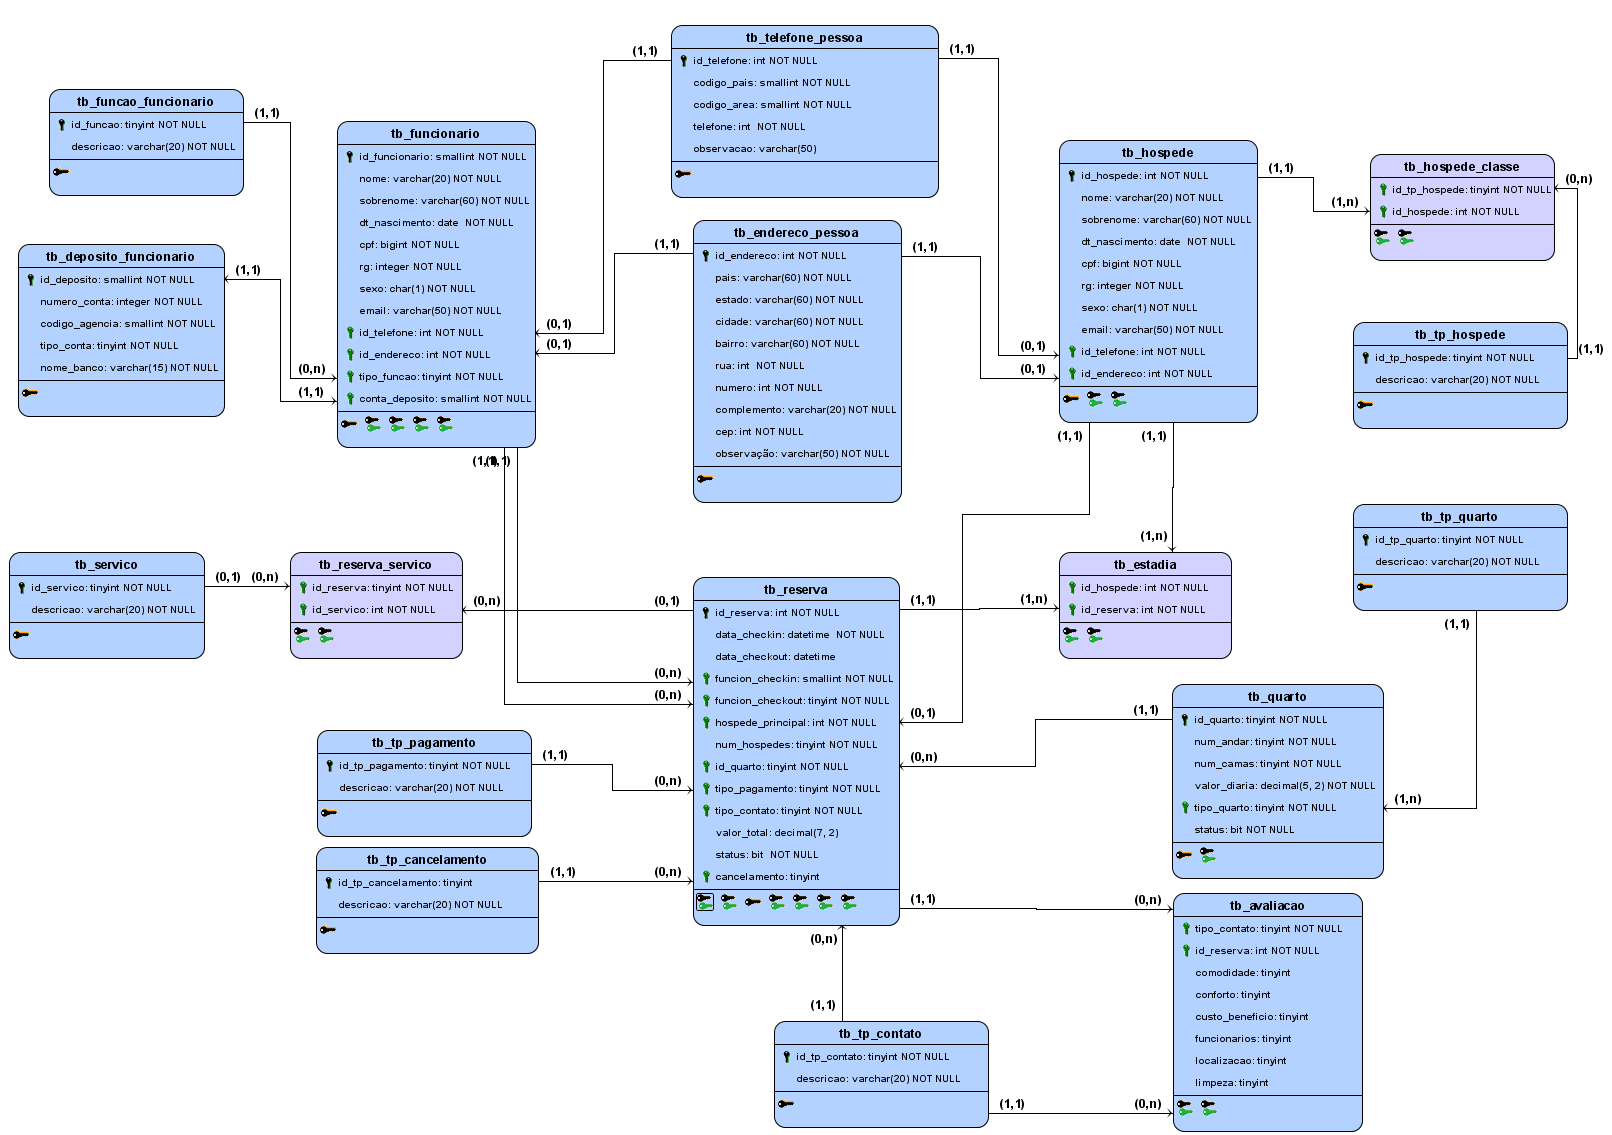 tb_telefone_pessoa
id_telefone: int NOT NULL
codigo_pais: smallint NOT NULL
codigo_area: smallint NOT NULL
telefone: int  NOT NULL
observacao: varchar(50)
(1,1)
(1,1)
tb_funcao_funcionario
id_funcao: tinyint NOT NULL
descricao: varchar(20) NOT NULL
(1,1)
tb_funcionario
id_funcionario: smallint NOT NULL
nome: varchar(20) NOT NULL
sobrenome: varchar(60) NOT NULL
dt_nascimento: date  NOT NULL
cpf: bigint NOT NULL
rg: integer NOT NULL
sexo: char(1) NOT NULL
email: varchar(50) NOT NULL
id_telefone: int NOT NULL
id_endereco: int NOT NULL
tipo_funcao: tinyint NOT NULL
conta_deposito: smallint NOT NULL
(0,1)
(0,1)
(0,n)
(1,1)
tb_deposito_funcionario
id_deposito: smallint NOT NULL
numero_conta: integer NOT NULL
codigo_agencia: smallint NOT NULL
tipo_conta: tinyint NOT NULL
nome_banco: varchar(15) NOT NULL
(1,1)
tb_endereco_pessoa
id_endereco: int NOT NULL
pais: varchar(60) NOT NULL
estado: varchar(60) NOT NULL
cidade: varchar(60) NOT NULL
bairro: varchar(60) NOT NULL
rua: int  NOT NULL
numero: int NOT NULL
complemento: varchar(20) NOT NULL
cep: int NOT NULL
observação: varchar(50) NOT NULL
(1,1)
(1,1)
tb_hospede
id_hospede: int NOT NULL
nome: varchar(20) NOT NULL
sobrenome: varchar(60) NOT NULL
dt_nascimento: date  NOT NULL
cpf: bigint NOT NULL
rg: integer NOT NULL
sexo: char(1) NOT NULL
email: varchar(50) NOT NULL
id_telefone: int NOT NULL
id_endereco: int NOT NULL
(1,1)
(0,1)
(0,1)
(1,1)
(1,1)
tb_hospede_classe
id_tp_hospede: tinyint NOT NULL
id_hospede: int NOT NULL
(1,n)
(0,n)
tb_tp_hospede
id_tp_hospede: tinyint NOT NULL
descricao: varchar(20) NOT NULL
(1,1)
(1,1)
tb_servico
id_servico: tinyint NOT NULL
descricao: varchar(20) NOT NULL
(0,1)
(0,n)
tb_reserva_servico
id_reserva: tinyint NOT NULL
id_servico: int NOT NULL
(0,n)
(0,1)
tb_reserva
id_reserva: int NOT NULL
data_checkin: datetime  NOT NULL
data_checkout: datetime
funcion_checkin: smallint NOT NULL
funcion_checkout: tinyint NOT NULL
hospede_principal: int NOT NULL
num_hospedes: tinyint NOT NULL
id_quarto: tinyint NOT NULL
tipo_pagamento: tinyint NOT NULL
tipo_contato: tinyint NOT NULL
valor_total: decimal(7, 2)
status: bit  NOT NULL
cancelamento: tinyint
(0,n)
(0,n)
(0,n)
(0,n)
(1,1)
(0,1)
(0,n)
(1,1)
(0,n)
tb_estadia
id_hospede: int NOT NULL
id_reserva: int NOT NULL
(1,n)
(1,n)
tb_tp_quarto
id_tp_quarto: tinyint NOT NULL
descricao: varchar(20) NOT NULL
(1,1)
tb_quarto
id_quarto: tinyint NOT NULL
num_andar: tinyint NOT NULL
num_camas: tinyint NOT NULL
valor_diaria: decimal(5, 2) NOT NULL
tipo_quarto: tinyint NOT NULL
status: bit NOT NULL
(1,1)
(1,n)
tb_tp_pagamento
id_tp_pagamento: tinyint NOT NULL
descricao: varchar(20) NOT NULL
(1,1)
tb_tp_cancelamento
id_tp_cancelamento: tinyint
descricao: varchar(20) NOT NULL
(1,1)
tb_avaliacao
tipo_contato: tinyint NOT NULL
id_reserva: int NOT NULL
comodidade: tinyint
conforto: tinyint
custo_beneficio: tinyint
funcionarios: tinyint
localizacao: tinyint
limpeza: tinyint
(0,n)
(0,n)
tb_tp_contato
id_tp_contato: tinyint NOT NULL
descricao: varchar(20) NOT NULL
(1,1)
(1,1)